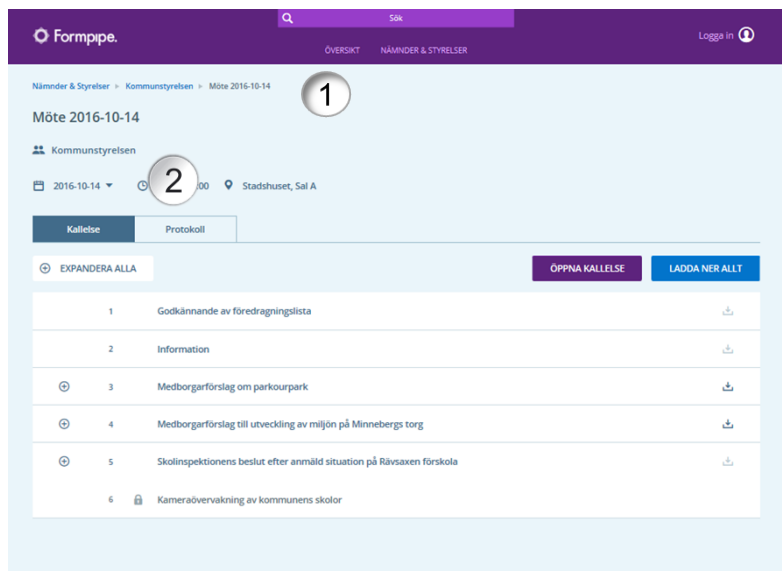 Sök
Formpipe.
Logga in
ÖVERSIKT NÄMNDER & STYRELSER
Nämnder & Styrelser Kommunstyrelsen Möte 2016-10-14
1
Möte 2016-10-14
Kommunstyrelsen
2016-10-14 2 :00 Stadshuset, Sal A
Kallelse Protokoll
EXPANDERA ALLA ÖPPNA KALLELSE LADDA NER ALLT
1 Godkännande av föredragningslista
2 Information
3 Medborgarförslag om parkourpark
4 Medborgarförslag till utveckling av miljön på Minnebergs torg
5 Skolinspektionens beslut efter anmäld situation på Rävsaxen förskola
6 Kameraövervakning av kommunens skolor